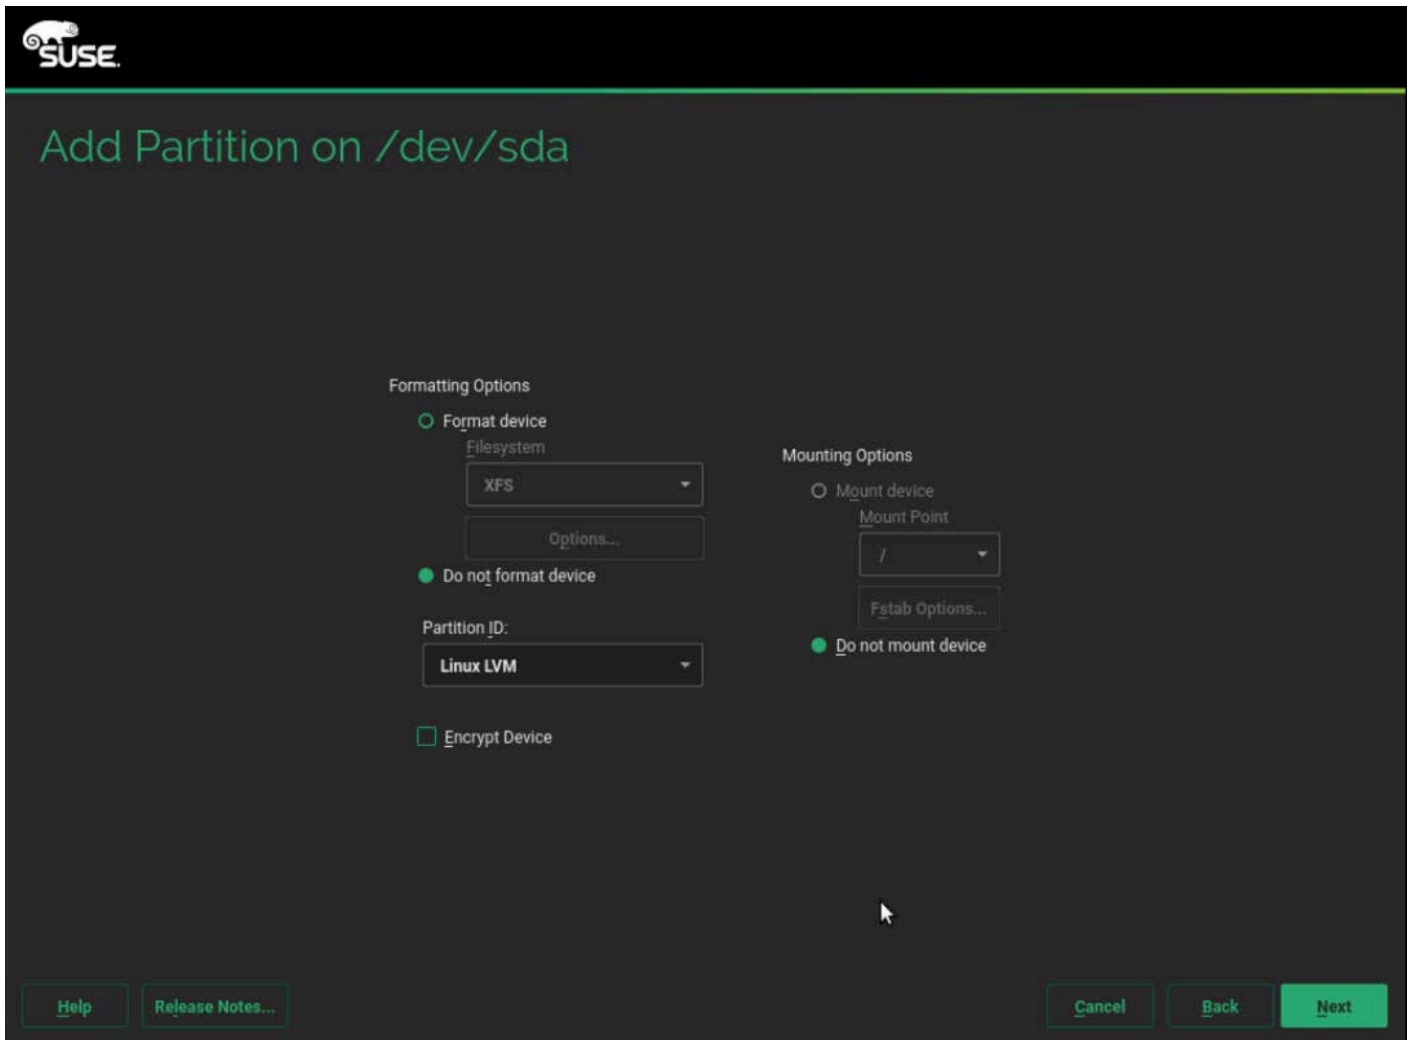 SUSE.
Add Partition on /dev/sda
Formatting Options
Format device
Filesystem
XFS
Options...
Do not format device
Partition ID:
Linux LVM
Encrypt Device
Mounting Options
Mount device
Mount Point
/
Fstab Options...
Do not mount device
Help
Release Notes...
Cancel
Back
Next